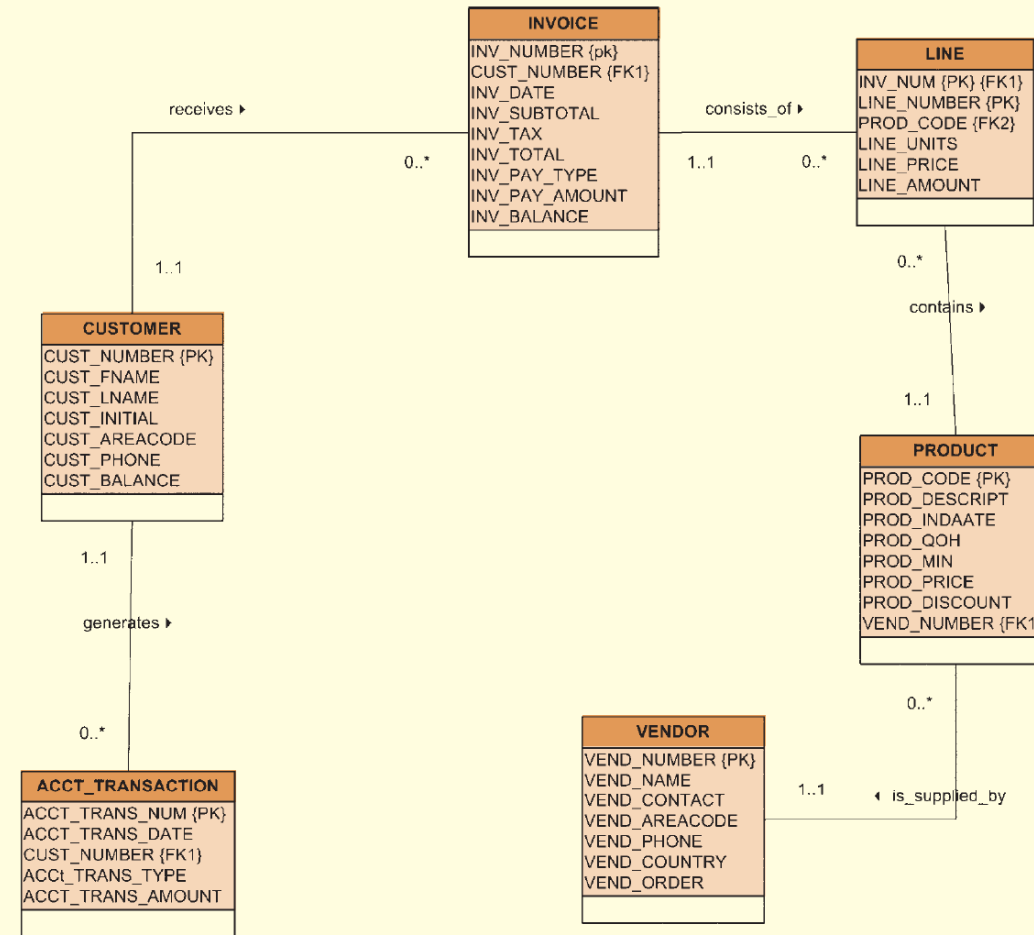 INVOICE
INV_NUMBER {pk}
CUST_NUMBER {FK1}
INV_DATE
INV_SUBTOTAL
INV_TAX
INV_TOTAL
INV_PAY_TYPE
INV_PAY_AMOUNT
INV_BALANCE
LINE
INV_NUM {PK} {FK1}
LINE_NUMBER {PK}
PROD_CODE {FK2}
LINE_UNITS
LINE_PRICE
LINE_AMOUNT
receives
0..*
1..1
consists_of
1..1
0..*
0..*
contains
1..1
CUSTOMER
CUST_NUMBER {PK}
CUST_FNAME
CUST_LNAME
CUST_INITIAL
CUST_AREACODE
CUST_PHONE
CUST_BALANCE
PRODUCT
PROD_CODE {PK}
PROD_DESCRIPT
PROD_INDAATE
PROD_QOH
PROD_MIN
PROD_PRICE
PROD_DISCOUNT
VEND_NUMBER {FK1
1..1
generates
0..*
0..*
is_supplied_by
1..1
ACCT_TRANSACTION
ACCT_TRANS_NUM {PK}
ACCT_TRANS_DATE
CUST_NUMBER {FK1}
ACCt_TRANS_TYPE
ACCT_TRANS_AMOUNT
VENDOR
VEND_NUMBER {PK}
VEND_NAME
VEND_CONTACT
VEND_AREACODE
VEND_PHONE
VEND_COUNTRY
VEND_ORDER